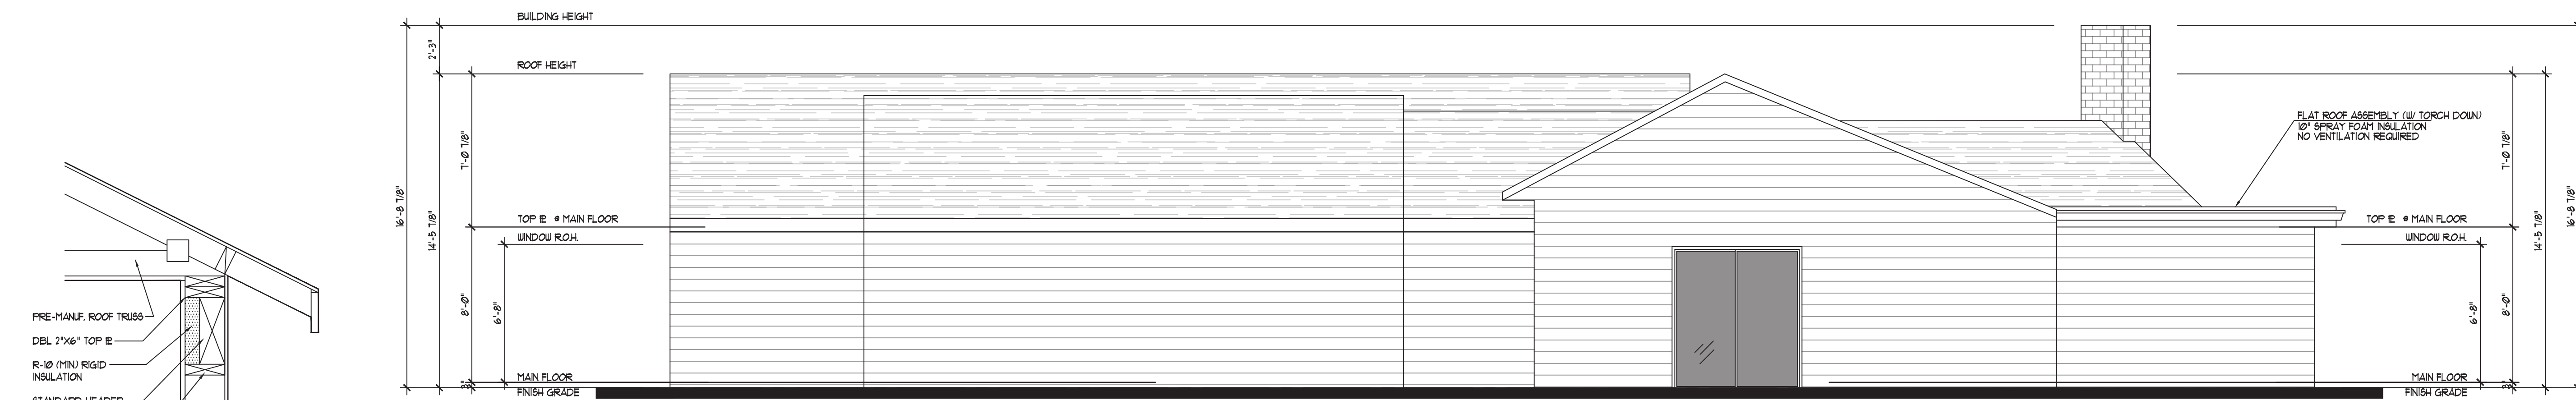 BUILDING HEIGHT
2'-3"
ROOF HEIGHT
7'-0 7/8"
16'-8 7/8"
14'-5 7/8"
TOP PL @ MAIN FLOOR
WINDOW R.O.H.
8'-0"
6'-8"
MAIN FLOOR
3"
FINISH GRADE
PRE-MANUF. ROOF TRUSS
DBL 2"X6" TOP PL
R-10 (MIN) RIGID
INSULATION
STANDARD HEADER
FLAT ROOF ASSEMBLY (W/ TORCH DOWN)
10" SPRAY FOAM INSULATION
NO VENTILATION REQUIRED
7'-0 7/8"
16'-8 7/8"
14'-5 7/8"
TOP PL @ MAIN FLOOR
WINDOW R.O.H.
6'-8"
8'-0"
MAIN FLOOR
3"
FINISH GRADE